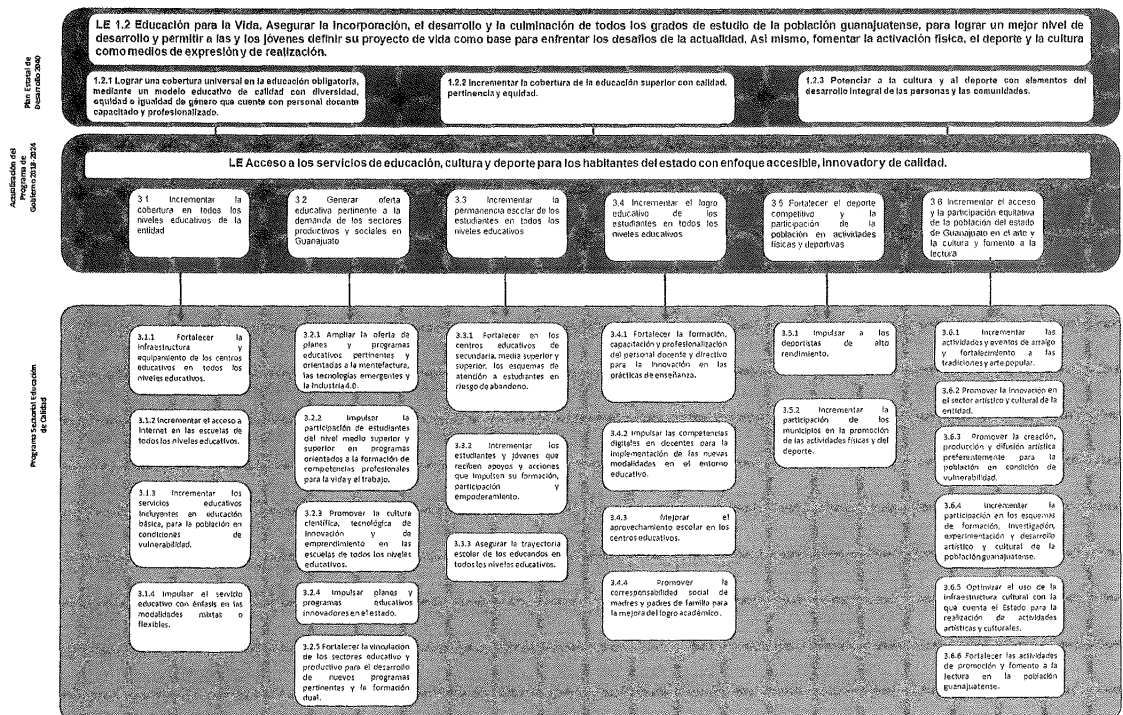 Plan Estatal de
Desarrollo 2040
LE 1.2 Educación para la Vida. Asegurar la incorporación, el desarrollo y la culminación de todos los grados de estudio de la población guanajuatense, para lograr un mejor nivel de
desarrollo y permitir a las y los jóvenes definir su proyecto de vida como base para enfrentar los desafíos de la actualidad. Así mismo, fomentar la activación física, el deporte y la cultura
como medios de expresión y de realización.
1.2.1 Lograr una cobertura universal en la educación obligatoria,
mediante un modelo educativo de calidad con diversidad,
equidad e igualdad de género que cuente con personal docente
capacitado y profesionalizado.
1.2.2 Incrementar la cobertura de la educación superior con calidad,
pertinencia y equidad.
1.2.3 Potenciar a la cultura y al deporte con elementos del
desarrollo integral de las personas y las comunidades.
Actualización del
Programa de
Gobierno 2018-2024
LE Acceso a los servicios de educación, cultura y deporte para los habitantes del estado con enfoque accesible, innovador y de calidad.
3.1 Incrementar la
cobertura en todos los
niveles educativos de la
entidad
3.2 Generar oferta
educativa pertinente a la
demanda de los sectores
productivos y sociales en
Guanajuato
3.3 Incrementar la
permanencia escolar de los
estudiantes en todos los
niveles educativos
3.4 Incrementar el logro
educativo de los
estudiantes en todos los
niveles educativos
3.5 Fortalecer el deporte
competitivo y la
participación de la
población en actividades
físicas y deportivas
3.6 Incrementar el acceso
y la participación equitativa
de la población del estado
de Guanajuato en el arte y
la cultura y fomento a la
lectura
Programa Sectorial Educación
de Calidad
3.1.1 Fortalecer la
infraestructura y
equipamiento de los centros
educativos en todos los
niveles educativos.
3.1.2 Incrementar el acceso a
Internet en las escuelas de
todos los niveles educativos.
3.1.3 Incrementar los
servicios educativos
incluyentes en educación
básica, para la población en
condiciones de
vulnerabilidad.
3.1.4 Impulsar el servicio
educativo con énfasis en las
modalidades mixtas o
flexibles.
3.2.1 Ampliar la oferta de
planes y programas
educativos pertinentes y
orientadas a la mentefactura,
las tecnologías emergentes y
la Industria 4.0.
3.2.2 Impulsar la
participación de estudiantes
del nivel medio superior y
superior en programas
orientados a la formación de
competencias profesionales
para la vida y el trabajo.
3.2.3 Promover la cultura
científica, tecnológica de
innovación y de
emprendimiento en las
escuelas de todos los niveles
educativos.
3.2.4 Impulsar planes y
programas educativos
innovadores en el estado.
3.2.5 Fortalecer la vinculación
de los sectores educativo y
productivo para el desarrollo
de nuevos programas
pertinentes y la formación
dual.
3.3.1 Fortalecer en los
centros educativos de
secundaria, media superior y
superior, los esquemas de
atención a estudiantes en
riesgo de abandono.
3.3.2 Incrementar los
estudiantes y jóvenes que
reciben apoyos y acciones
que impulsen su formación,
participación y
empoderamiento.
3.3.3 Asegurar la trayectoria
escolar de los educandos en
todos los niveles educativos.
3.4.1 Fortalecer la formación,
capacitación y profesionalización
del personal docente y directivo
para la innovación en las
prácticas de enseñanza.
3.4.2 Impulsar las competencias
digitales en docentes para la
implementación de las nuevas
modalidades en el entorno
educativo.
3.4.3 Mejorar el
aprovechamiento escolar en los
centros educativos.
3.4.4 Promover la
corresponsabilidad social de
madres y padres de familia para
la mejora del logro académico.
3.5.1 Impulsar a los
deportistas de alto
rendimiento.
3.5.2 Incrementar la
participación de los
municipios en la promoción
de las actividades físicas y del
deporte.
3.6.1 Incrementar las
actividades y eventos de arraigo
y fortalecimiento a las
tradiciones y arte popular.
3.6.2 Promover la innovación en
el sector artístico y cultural de la
entidad.
3.6.3 Promover la creación,
producción y difusión artística
preferentemente para la
población en condición de
vulnerabilidad.
3.6.4 Incrementar la
participación en los esquemas
de formación, investigación,
experimentación y desarrollo
artístico y cultural de la
población guanajuatense.
3.6.5 Optimizar el uso de la
infraestructura cultural con la
que cuenta el Estado para la
realización de actividades
artísticas y culturales.
3.6.6 Fortalecer las actividades
de promoción y fomento a la
lectura en la población
guanajuatense.